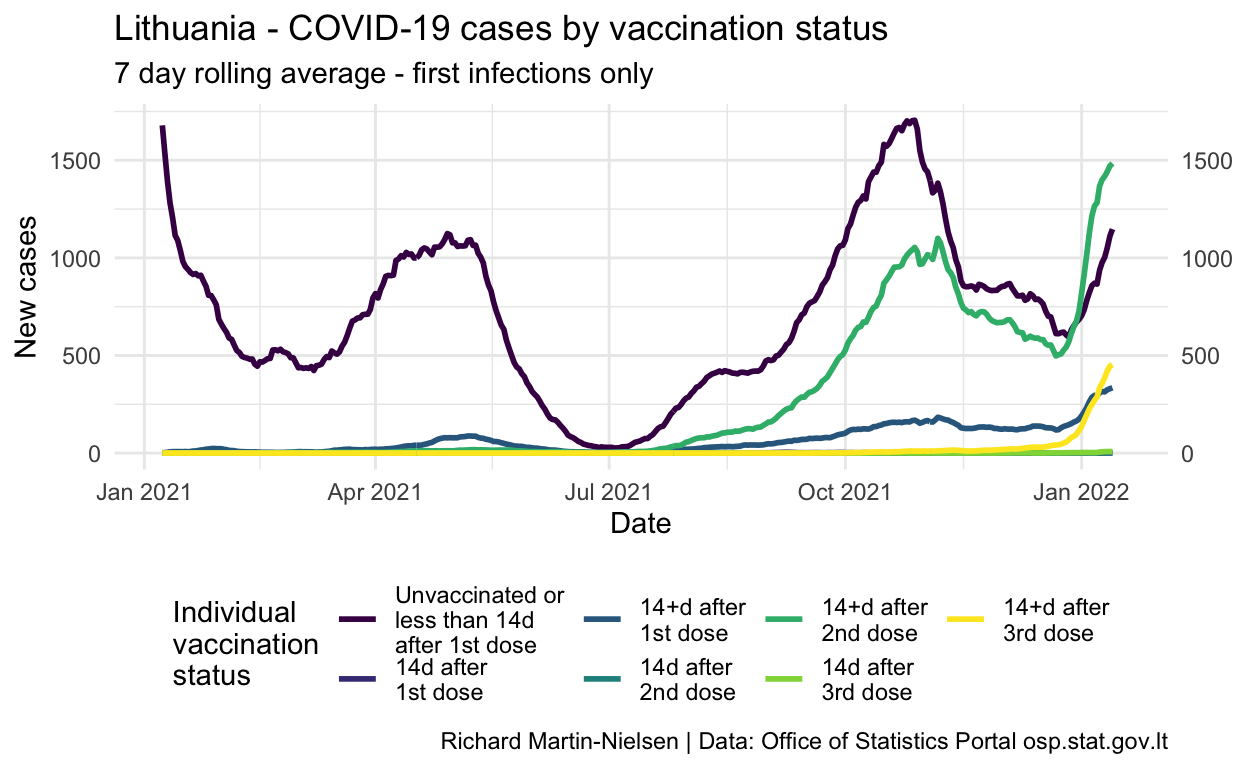 Lithuania - COVID-19 cases by vaccination status
7 day rolling average - first infections only
New cases
1500
1000
500
0
1500
1000
500
0
Jan 2021
Apr 2021
Jul 2021
Oct 2021
Jan 2022
Date
Individual
vaccination
status
Unvaccinated or
less than 14d
after 1st dose
14d after
1st dose
14+d after
1st dose
14d after
2nd dose
14+d after
2nd dose
14d after
3rd dose
14+d after
3rd dose
Richard Martin-Nielsen | Data: Office of Statistics Portal osp.stat.gov.lt